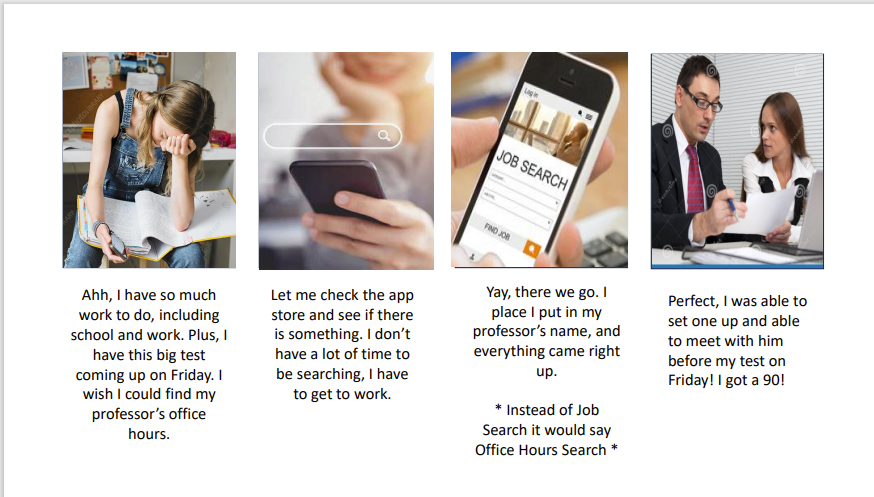 Log in
JOB SEARCH
FIND JOB
Ahh, I have so much
work to do, including
school and work. Plus, I
have this big test
coming up on Friday. I
wish I could find my
professor’s office
hours.
Let me check the app
store and see if there
is something. I don’t
have a lot of time to
be searching, I have
to get to work.
Yay, there we go. I
place I put in my
professor’s name, and
everything came right
up.
* Instead of Job
Search it would say
Office Hours Search *
Perfect, I was able to
set one up and able
to meet with him
before my test on
Friday! I got a 90!